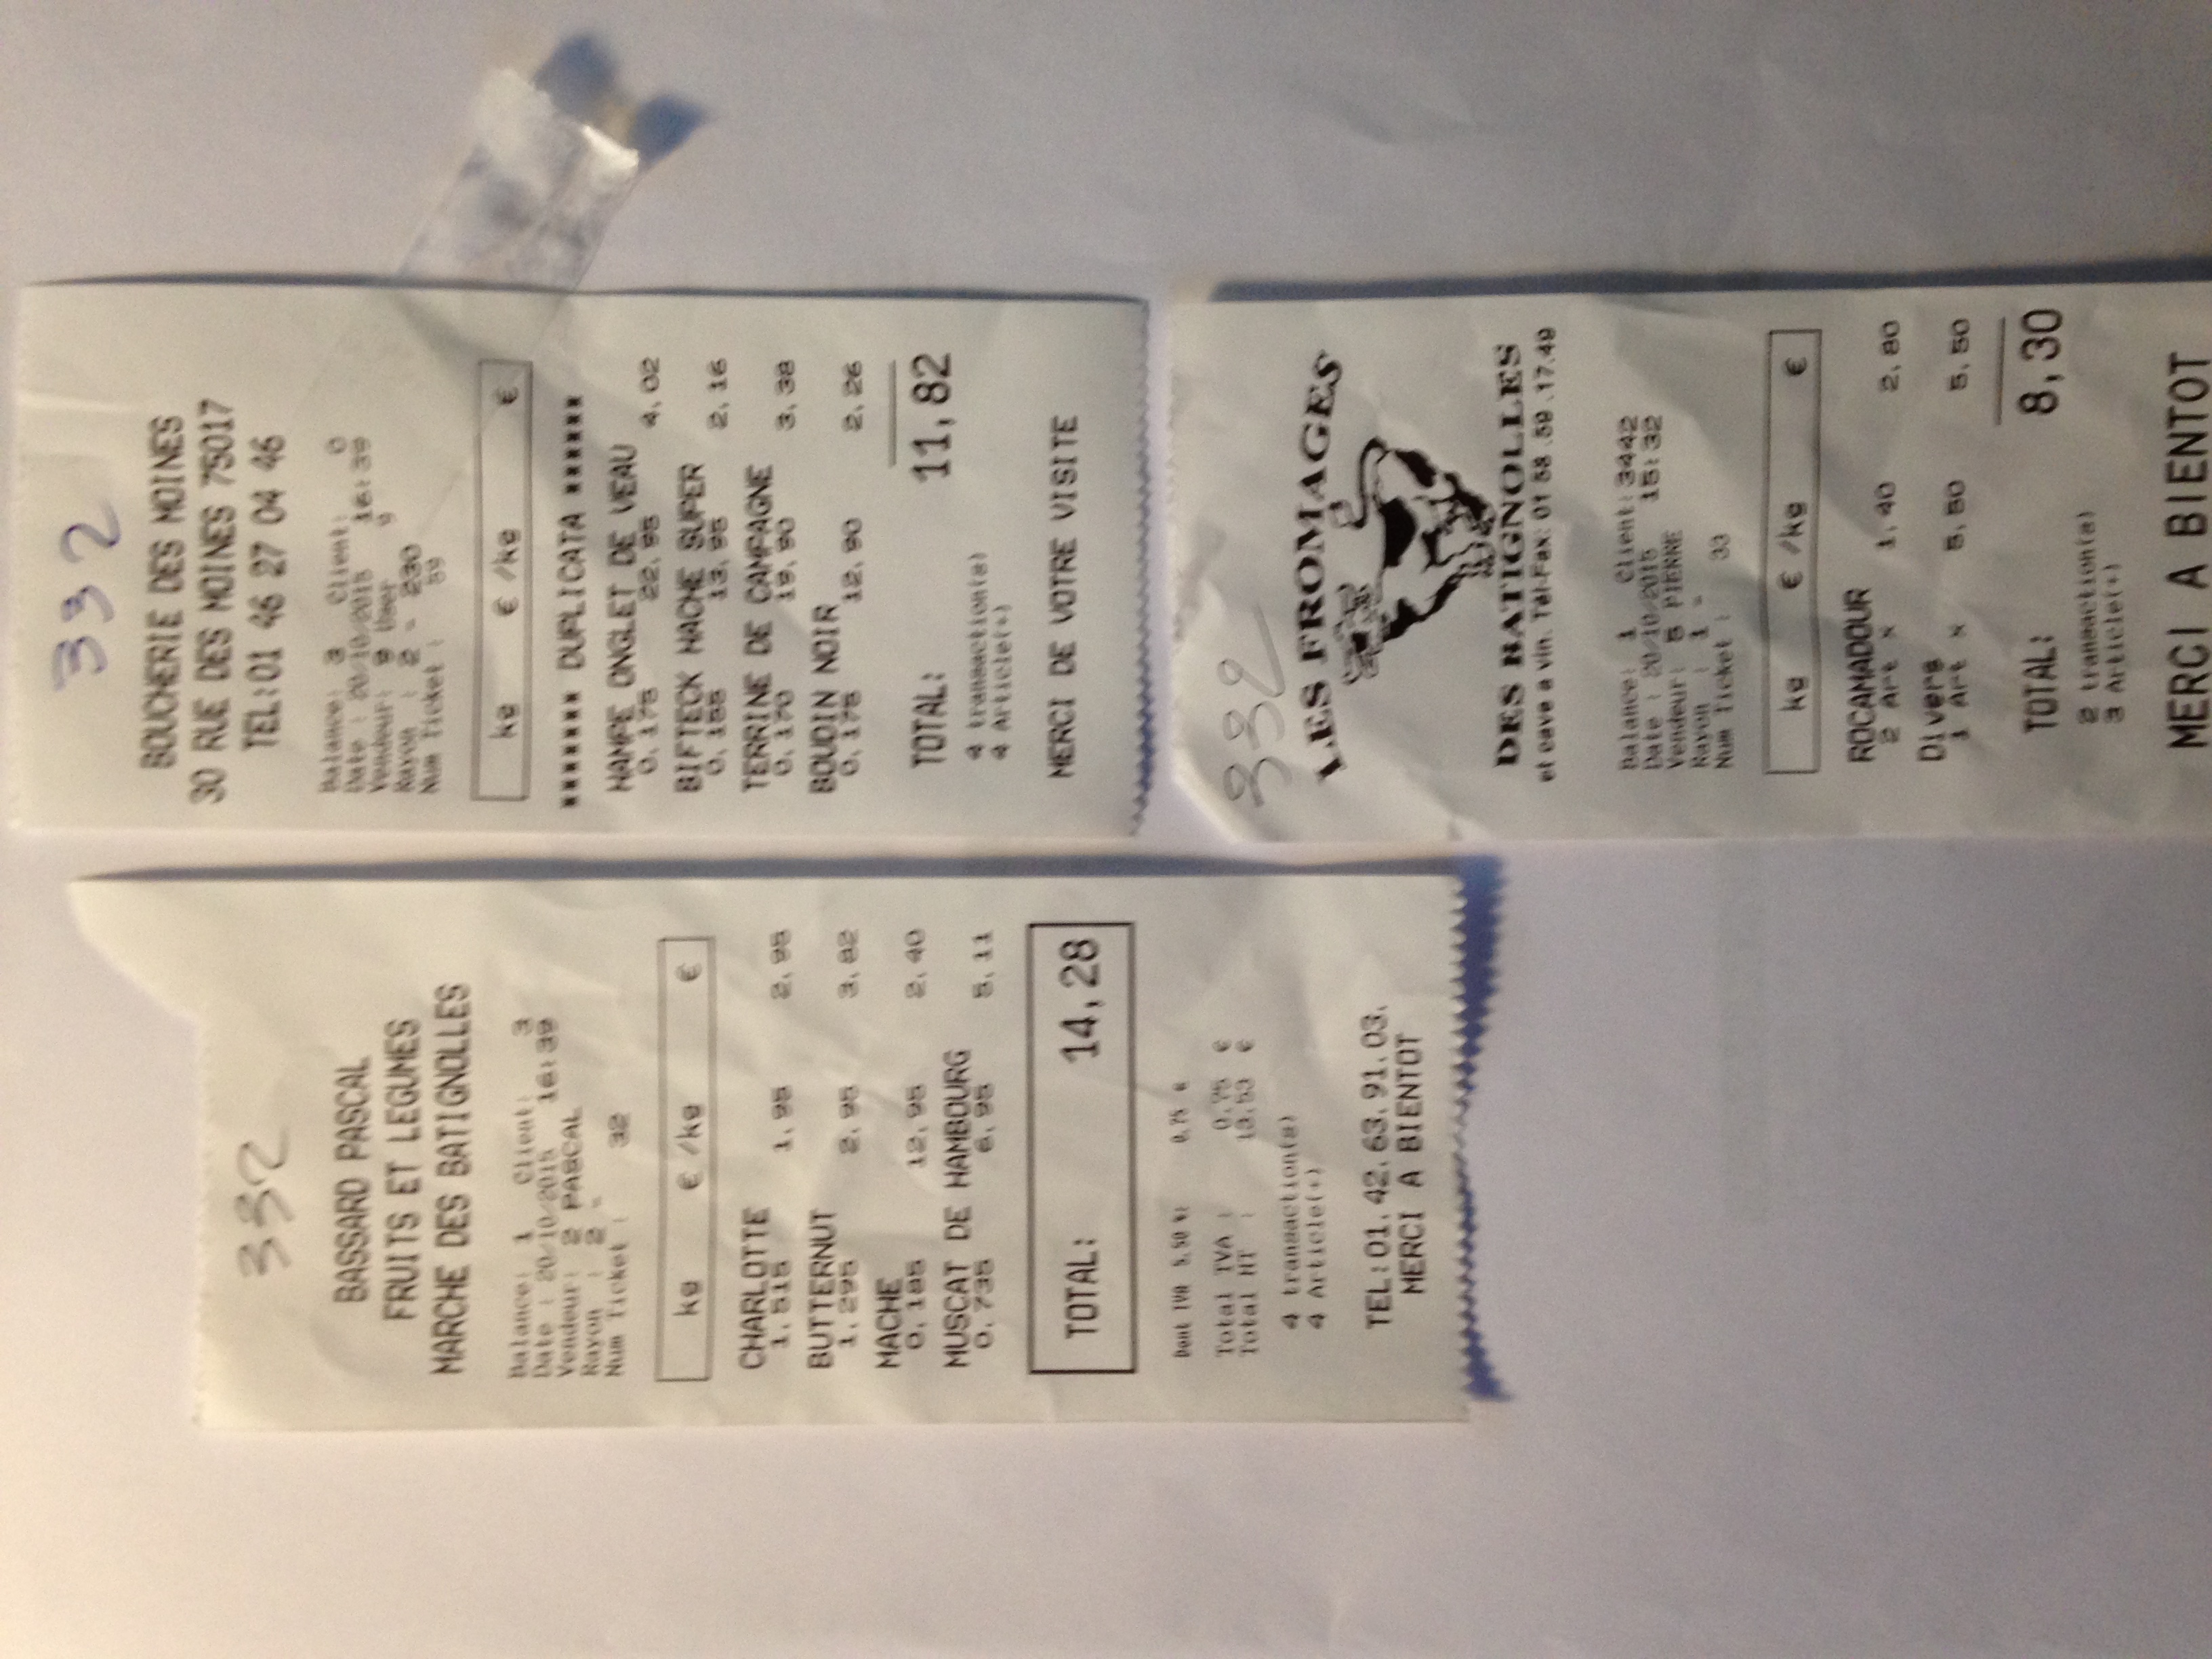 332
BASSARD PASCAL
FRUITS ET LEGUMES
MARCHE DES BATIGNOLLES
Balance: 1 Client: 3
Date : 20/10/2015 16:39
Vendeur: 2 PASCAL
Rayon : 2 -
Num Ticket : 32
kg € /kg €
CHARLOTTE
1,515 1,95 2,95
BUTTERNUT
1,295 2,95 3,82
MACHE
0,185 12,95 2,40
MUSCAT DE HAMBOURG
0,735 6,95 5,11
TOTAL: 14,28
Dont TVA 5,50 %: 0,75 €
Total TVA : 0,75 €
Total HT : 13,53 €
4 transaction(s)
4 Article(+)
TEL:01.42.63.91.03.
MERCI A BIENTOT
332
BOUCHERIE DES MOINES
30 RUE DES MOINES 75017
TEL:01 46 27 04 46
Balance: 3 Client: 0
Date : 20/10/2015 16:39
Vendeur: 9 User 9
Rayon : 2 - 230
Num Ticket : 59
kg € /kg €
******* DUPLICATA ******
HAMPE ONGLET DE VEAU
0,175 22,95 4,02
BIFTECK HACHE SUPER
0,155 13,95 2,16
TERRINE DE CAMPAGNE
0,170 19,90 3,38
BOUDIN NOIR
0,175 12,90 2,26
TOTAL: 11,82
4 transaction(s)
4 Article(+)
MERCI DE VOTRE VISITE
332
LES FROMAGES
DES BATIGNOLLES
et cave a vin. Tél-Fax: 01 58 .59 .17.49
Balance: 1 Client:3442
Date : 20/10/2015 15:32
Vendeur: 5 PIERRE
Rayon : 1 -
Num Ticket : 33
kg € /kg €
ROCAMADOUR
2 Art x 1,40 2,80
Divers
1 Art x 5,50 5,50
TOTAL: 8,30
2 transaction(s)
3 Article(+)
MERCI A BIENTOT